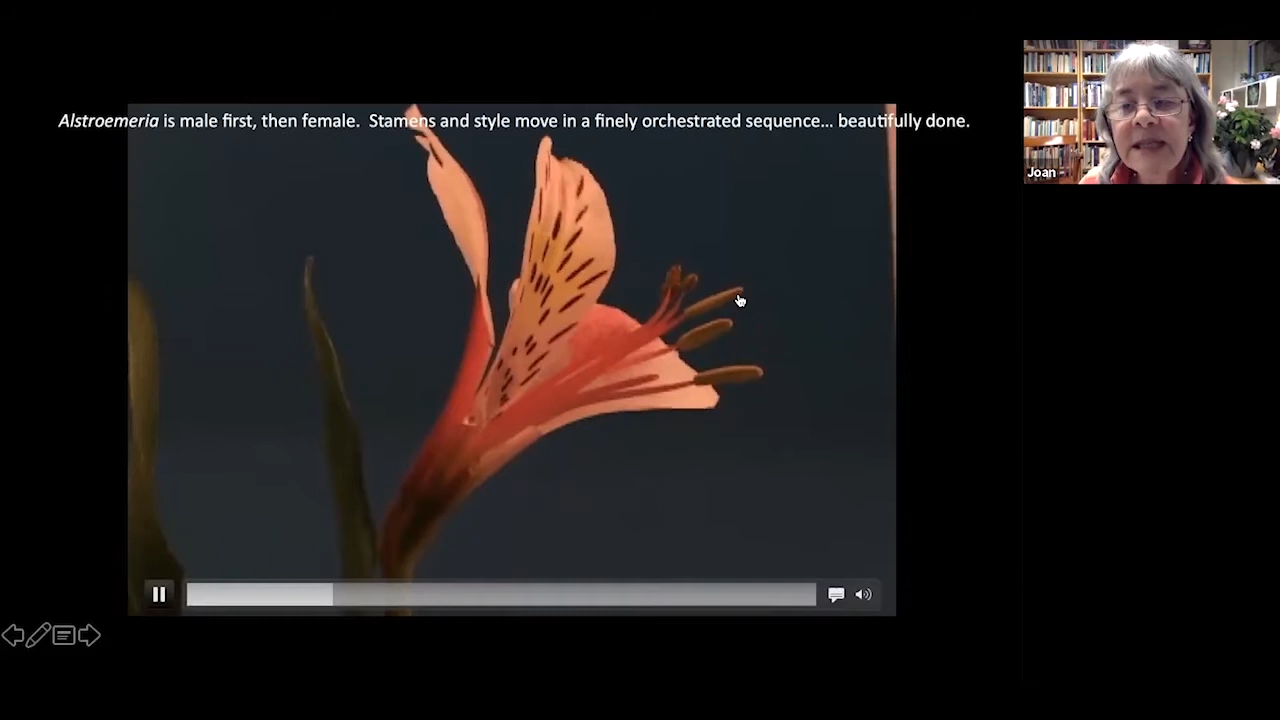 Alstroemeria is male first, then female.  Stamens and style move in a finely orchestrated sequence... beautifully done.
Joan